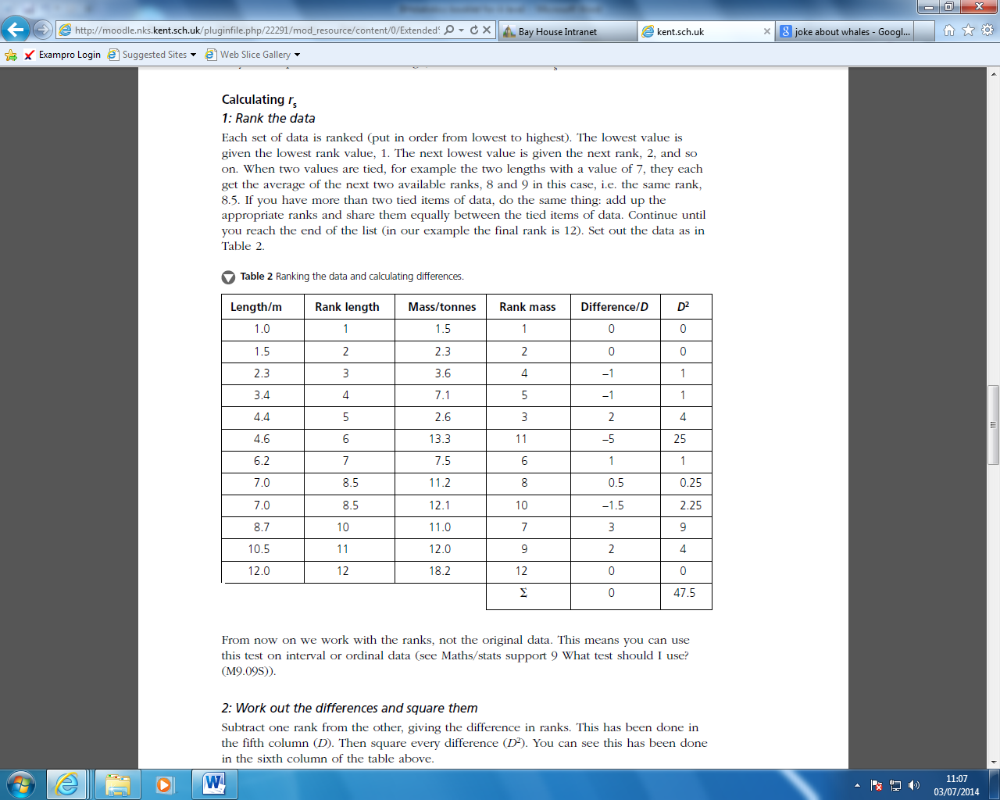 http://moodle.nks.kent.sch.uk/pluginfile.php/22291/mod_resource/content/0/Extended
Bay House Intranet
kent.sch.uk
joke about whales - Googl...
Exampro Login
Suggested Sites
Web Slice Gallery
Calculating rs
1: Rank the data
Each set of data is ranked (put in order from lowest to highest). The lowest value is
given the lowest rank value, 1. The next lowest value is given the next rank, 2, and so
on. When two values are tied, for example the two lengths with a value of 7, they each
get the average of the next two available ranks, 8 and 9 in this case, i.e. the same rank,
8.5. If you have more than two tied items of data, do the same thing: add up the
appropriate ranks and share them equally between the tied items of data. Continue until
you reach the end of the list (in our example the final rank is 12). Set out the data as in
Table 2.
Table 2 Ranking the data and calculating differences.
Length/m Rank length Mass/tonnes Rank mass Difference/D D²
1.0 1 1.5 1 0 0
1.5 2 2.3 2 0 0
2.3 3 3.6 4 –1 1
3.4 4 7.1 5 –1 1
4.4 5 2.6 3 2 4
4.6 6 13.3 11 –5 25
6.2 7 7.5 6 1 1
7.0 8.5 11.2 8 0.5 0.25
7.0 8.5 12.1 10 –1.5 2.25
8.7 10 11.0 7 3 9
10.5 11 12.0 9 2 4
12.0 12 18.2 12 0 0
Σ 0 47.5
From now on we work with the ranks, not the original data. This means you can use
this test on interval or ordinal data (see Maths/stats support 9 What test should I use?
(M9.09S)).
2: Work out the differences and square them
Subtract one rank from the other, giving the difference in ranks. This has been done in
the fifth column (D). Then square every difference (D²). You can see this has been done
in the sixth column of the table above.
11:07
03/07/2014